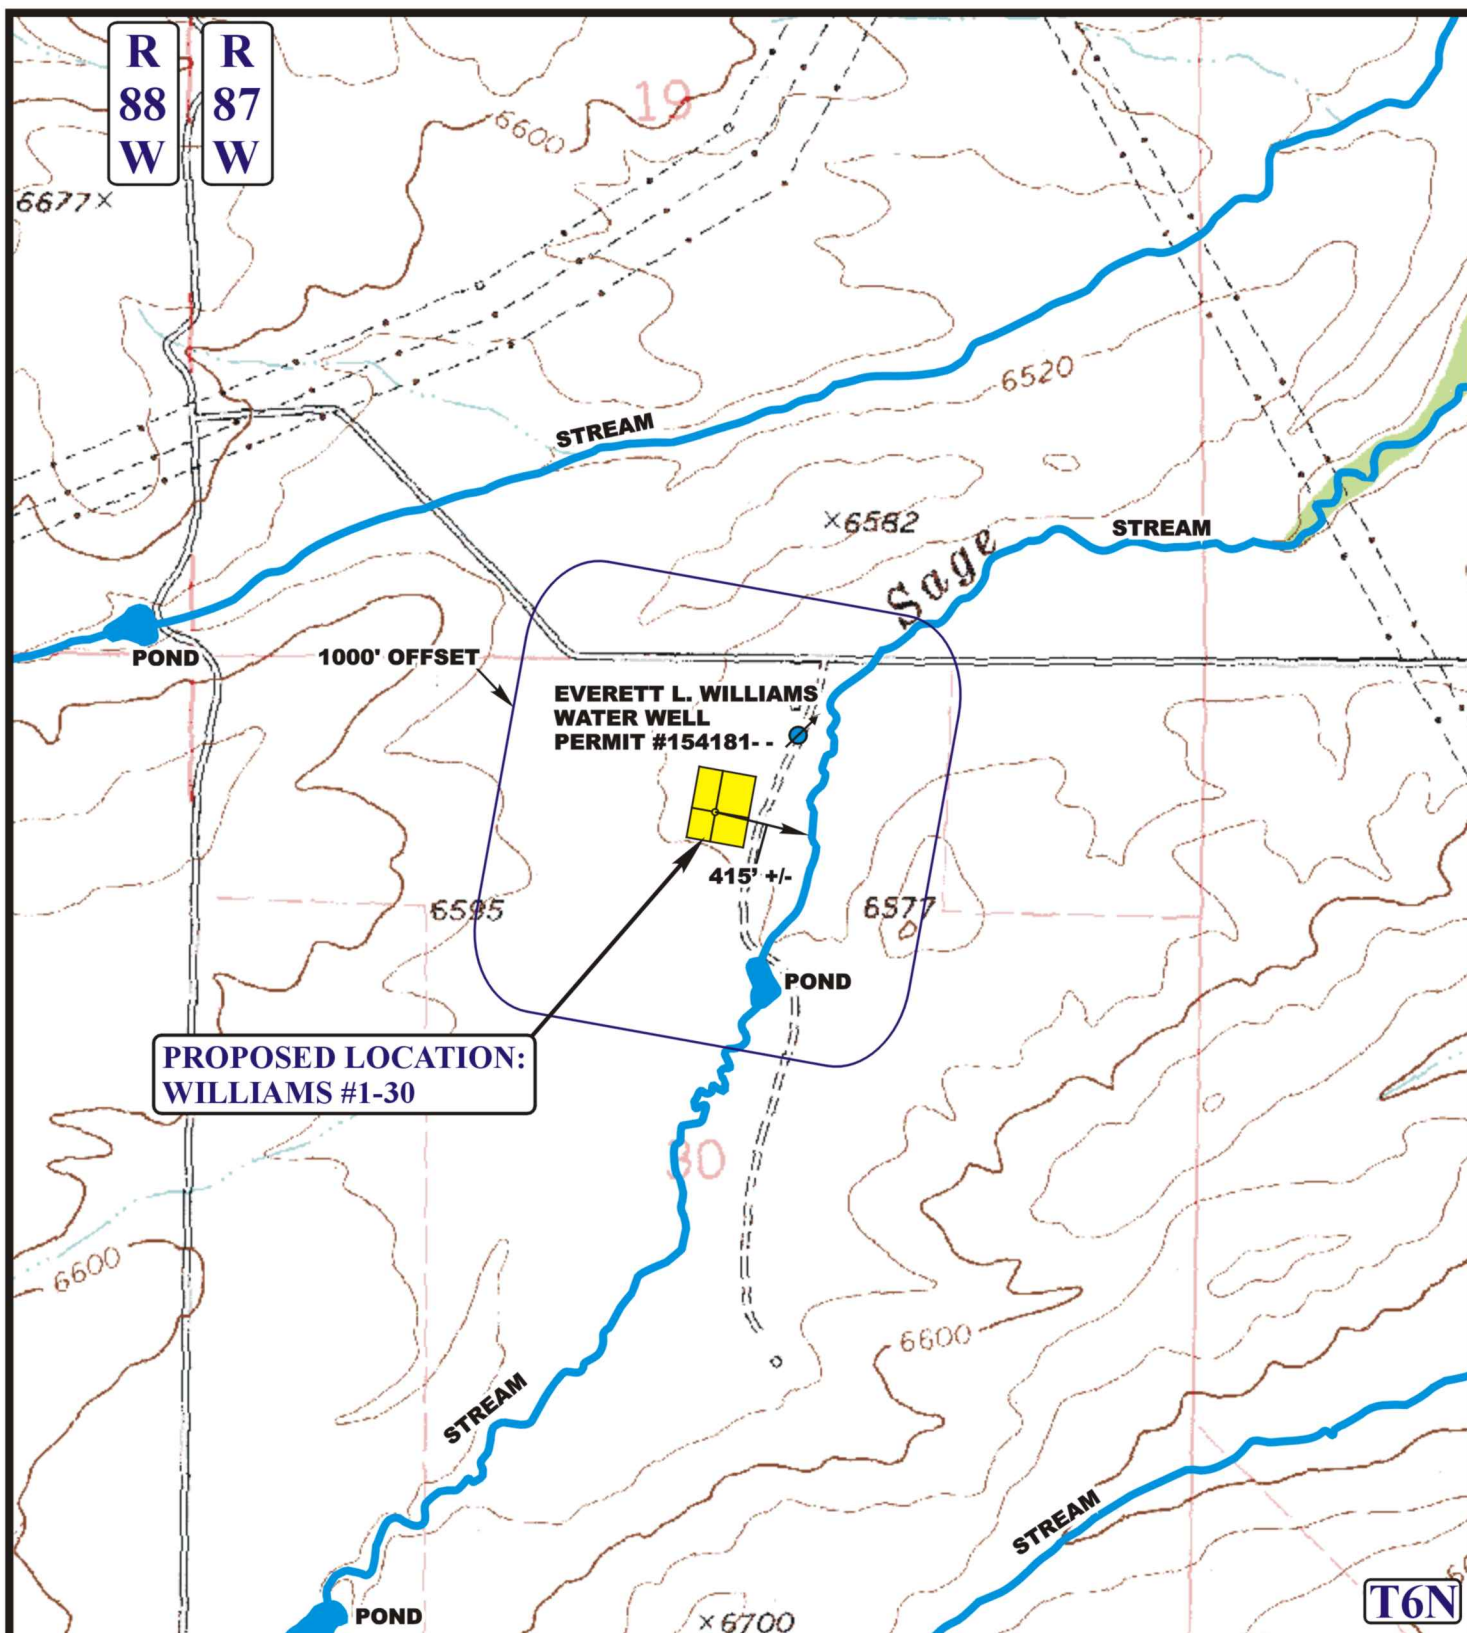 R
88
W
R
87
W
19
6600
6677
6520
STREAM
6582
Sage
STREAM
POND
1000' OFFSET
EVERETT L. WILLIAMS
WATER WELL
PERMIT #154181- -
415' +/-
6595
6577
POND
PROPOSED LOCATION:
WILLIAMS #1-30
30
6600
6600
STREAM
STREAM
POND
6700
T6N